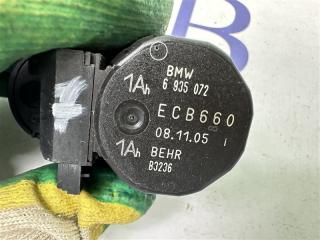 B
BMW
1Ah 6 935 072
ECB660
08.11.05 i
1Ah BEHR
B3236